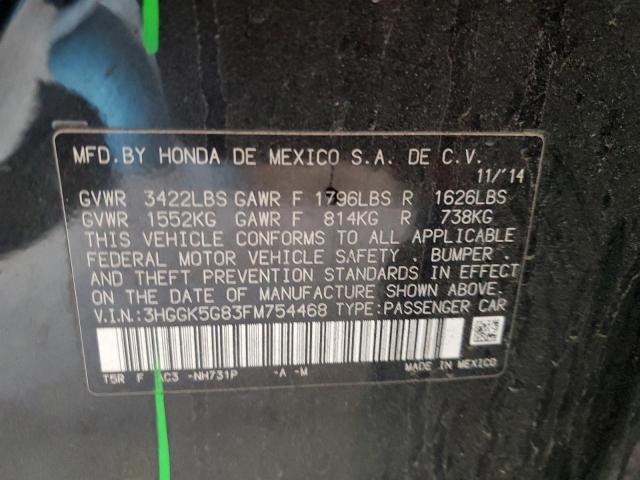 MFD.BY HONDA DE MEXICO S.A. DE C.V.
11/'14
GVWR 3422LBS GAWR F 1796LBS R 1626LBS
GVWR 1552KG GAWR F 814KG R 738KG
THIS VEHICLE CONFORMS TO ALL APPLICABLE
FEDERAL MOTOR VEHICLE SAFETY , BUMPER ,
AND THEFT PREVENTION STANDARDS IN EFFECT
ON THE DATE OF MANUFACTURE SHOWN ABOVE.
V.I.N.:3HGGK5G83FM754468 TYPE:PASSENGER CAR
T5R F AC3 -NH731P -A -M
MADE IN MEXICO